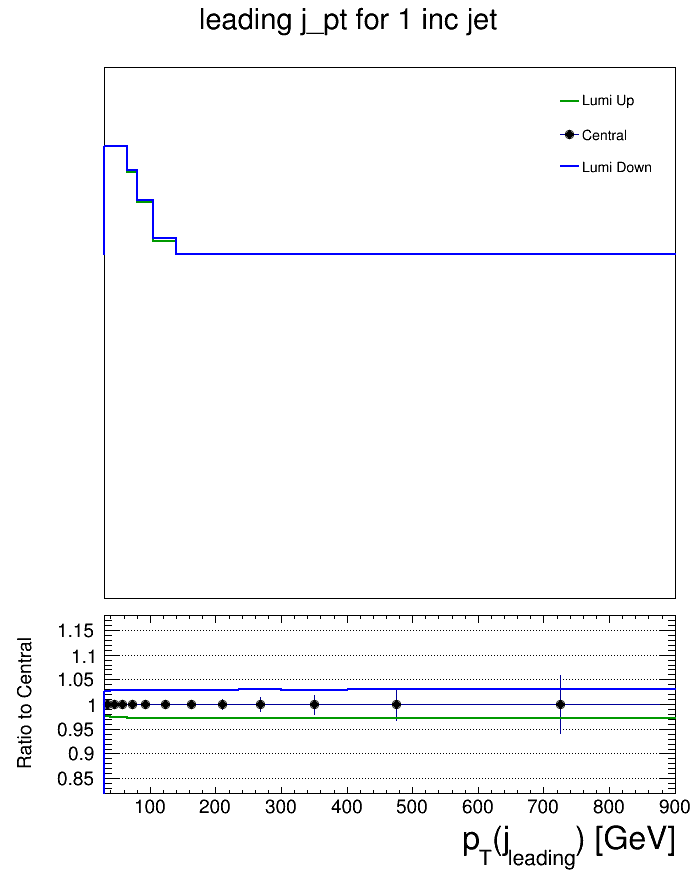 leading j_pt for 1 inc jet
Lumi Up
Central
Lumi Down
Ratio to Central
1.15
1.1
1.05
1
0.95
0.9
0.85
100 200 300 400 500 600 700 800 900
p_T(j_leading) [GeV]